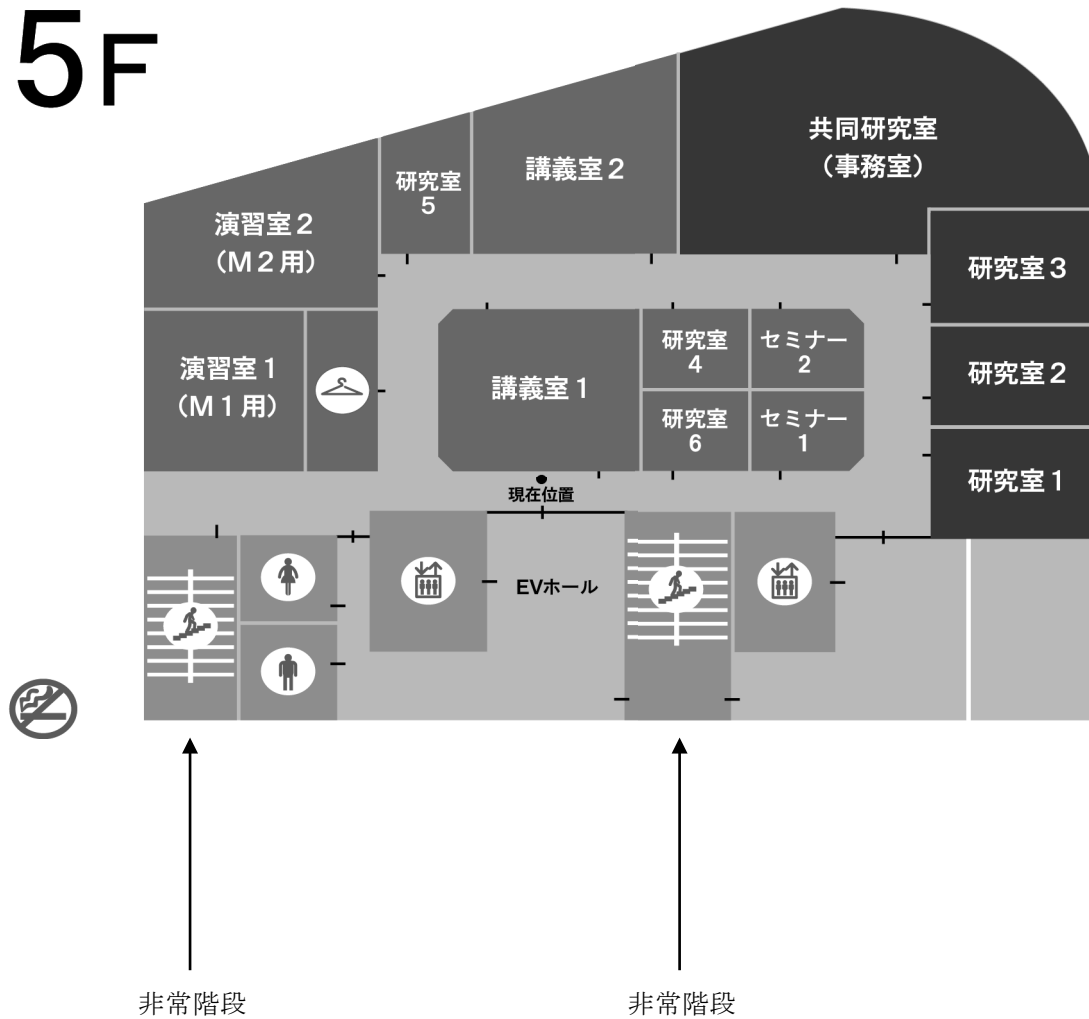 5F
共同研究室
（事務室）
講義室２
研究室
5
演習室２
（Ｍ２用）
研究室３
演習室１
（Ｍ１用）
講義室１
研究室
4
セミナー
2
研究室２
研究室
6
セミナー
1
研究室１
現在位置
EVホール
非常階段
非常階段